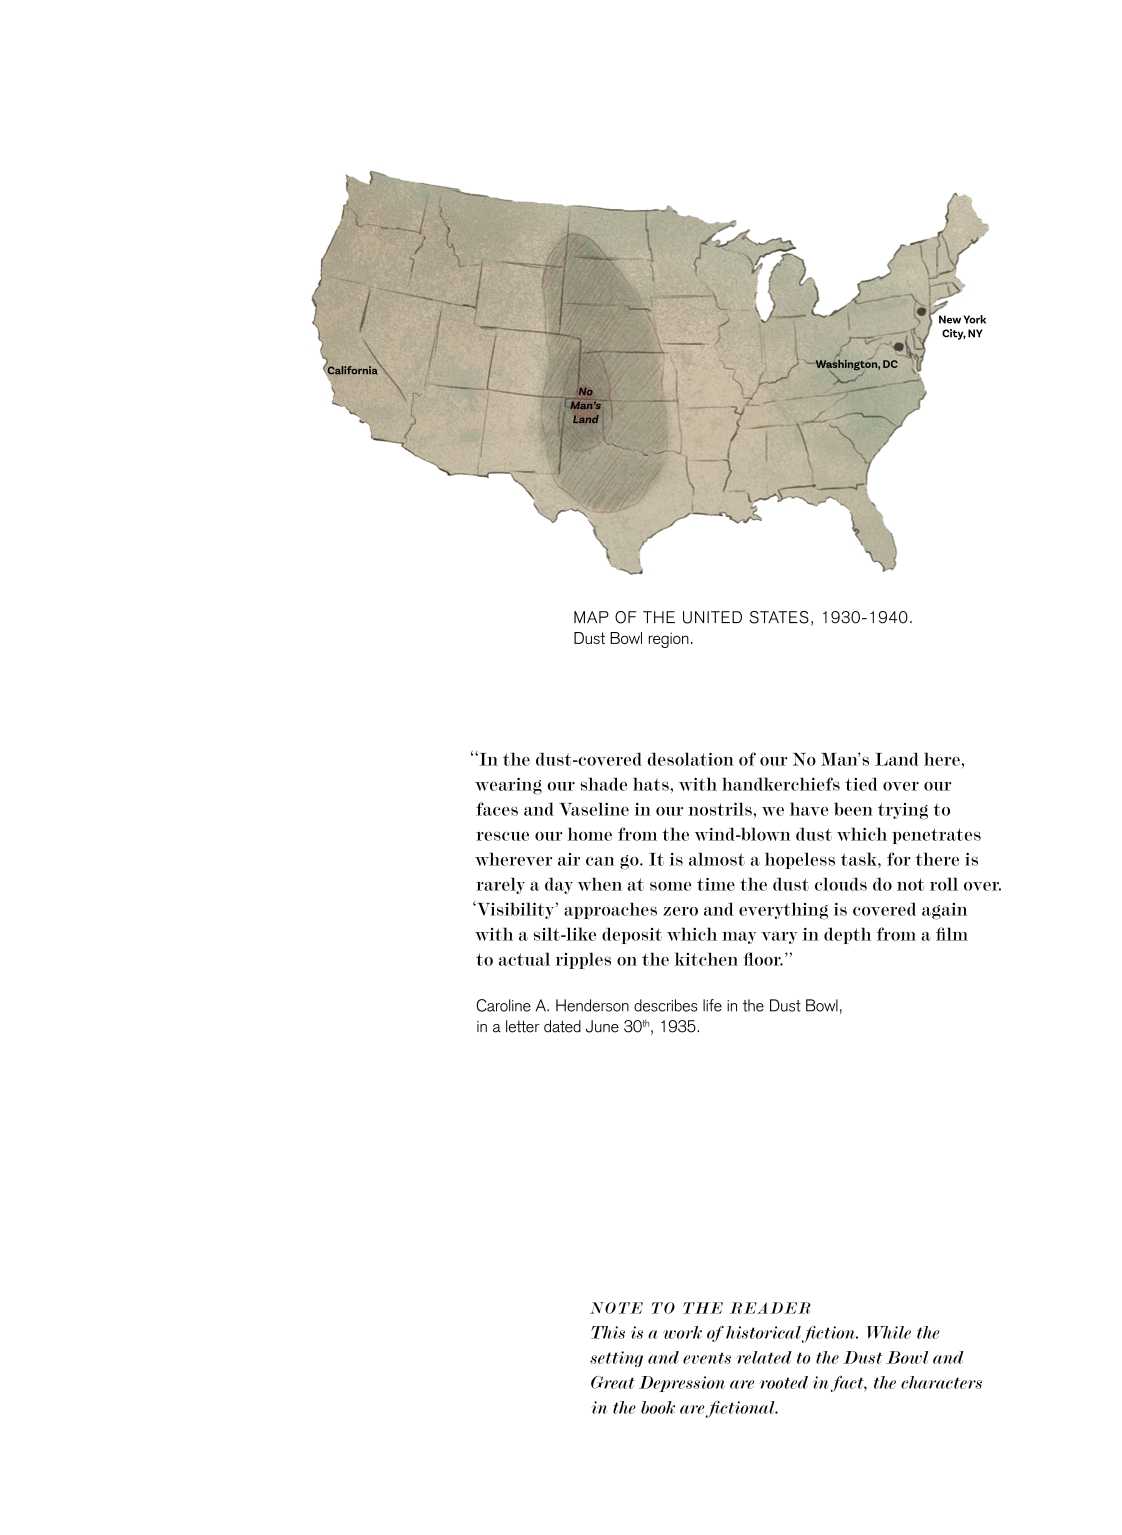 New York
City, NY
Washington, DC
California
No
Man's
Land
MAP OF THE UNITED STATES, 1930-1940.
Dust Bowl region.
“In the dust-covered desolation of our No Man’s Land here,
wearing our shade hats, with handkerchiefs tied over our
faces and Vaseline in our nostrils, we have been trying to
rescue our home from the wind-blown dust which penetrates
wherever air can go. It is almost a hopeless task, for there is
rarely a day when at some time the dust clouds do not roll over.
‘Visibility’ approaches zero and everything is covered again
with a silt-like deposit which may vary in depth from a film
to actual ripples on the kitchen floor.”
Caroline A. Henderson describes life in the Dust Bowl,
in a letter dated June 30th, 1935.
NOTE TO THE READER
This is a work of historical fiction. While the
setting and events related to the Dust Bowl and
Great Depression are rooted in fact, the characters
in the book are fictional.